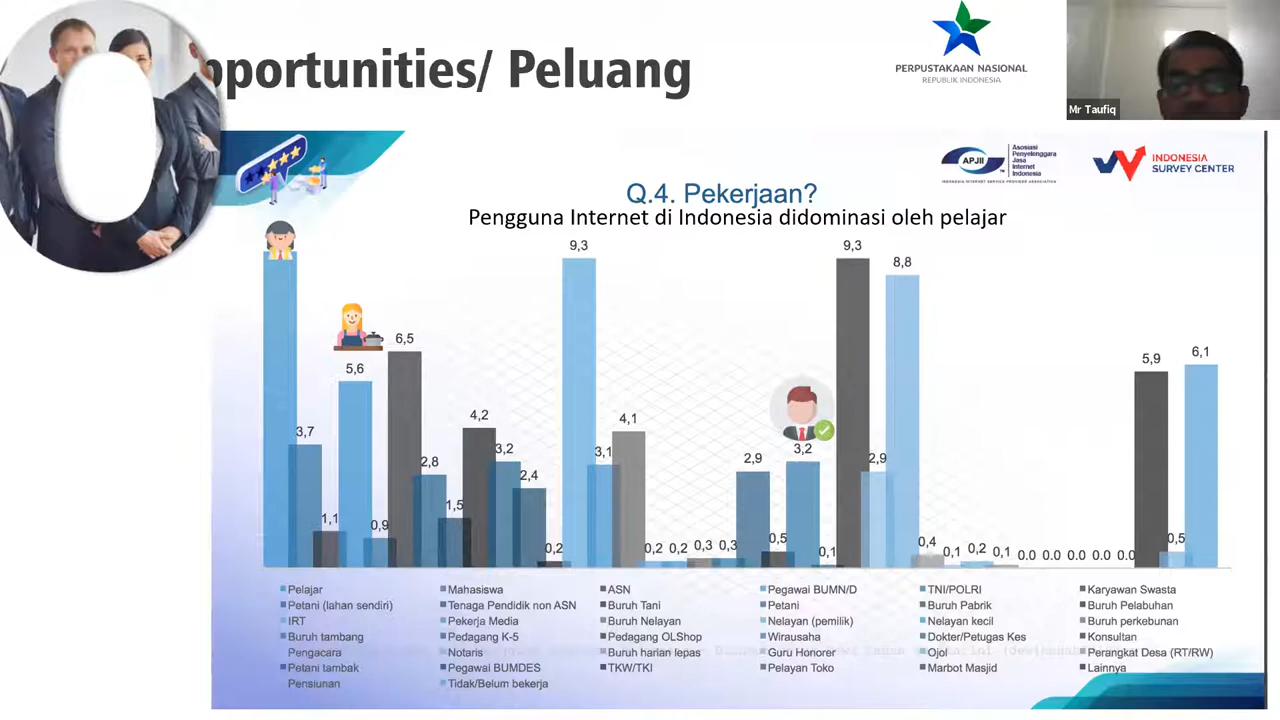 Opportunities/ Peluang
PERPUSTAKAAN NASIONAL
REPUBLIK INDONESIA
Mr Taufiq
APJII
Asosiasi
Penyelenggara
Jasa
Internet
Indonesia
INDONESIA INTERNET SERVICE PROVIDER ASSOCIATION
INDONESIA
SURVEY CENTER
Q.4. Pekerjaan?
Pengguna Internet di Indonesia didominasi oleh pelajar
3,7
1,1
5,6
0,9
6,5
2,8
1,5
4,2
3,2
2,4
0,2
9,3
3,1
4,1
0,2
0,2
0,3
0,3
2,9
0,5
3,2
0,1
9,3
2,9
8,8
0,4
0,1
0,2
0,1
0.0
0.0
0.0
0.0
0.0
5,9
0,5
6,1
Pelajar Mahasiswa ASN Pegawai BUMN/D TNI/POLRI Karyawan Swasta
Petani (lahan sendiri) Tenaga Pendidik non ASN Buruh Tani Petani Buruh Pabrik Buruh Pelabuhan
IRT Pekerja Media Buruh Nelayan Nelayan (pemilik) Nelayan kecil Buruh perkebunan
Buruh tambang Pedagang K-5 Pedagang OLShop Wirausaha Dokter/Petugas Kes Konsultan
Pengacara Notaris Buruh harian lepas Guru Honorer Ojol Perangkat Desa (RT/RW)
Petani tambak Pegawai BUMDES TKW/TKI Pelayan Toko Marbot Masjid Lainnya
Pensiunan Tidak/Belum bekerja